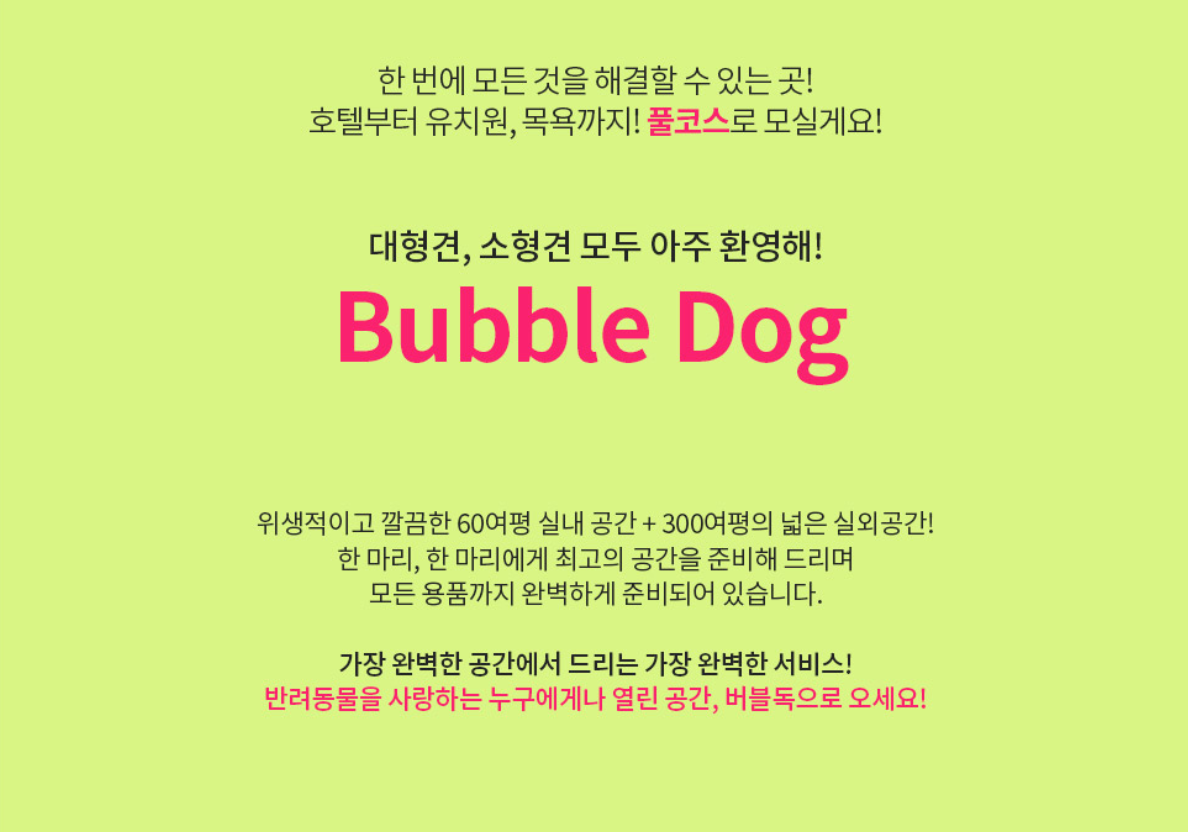 한 번에 모든 것을 해결할 수 있는 곳!
호텔부터 유치원, 목욕까지! 풀코스로 모실게요!
대형견, 소형견 모두 아주 환영해!
Bubble Dog
위생적이고 깔끔한 60여평 실내 공간 + 300여평의 넓은 실외공간!
한 마리, 한 마리에게 최고의 공간을 준비해 드리며
모든 용품까지 완벽하게 준비되어 있습니다.
가장 완벽한 공간에서 드리는 가장 완벽한 서비스!
반려동물을 사랑하는 누구에게나 열린 공간, 버블독으로 오세요!